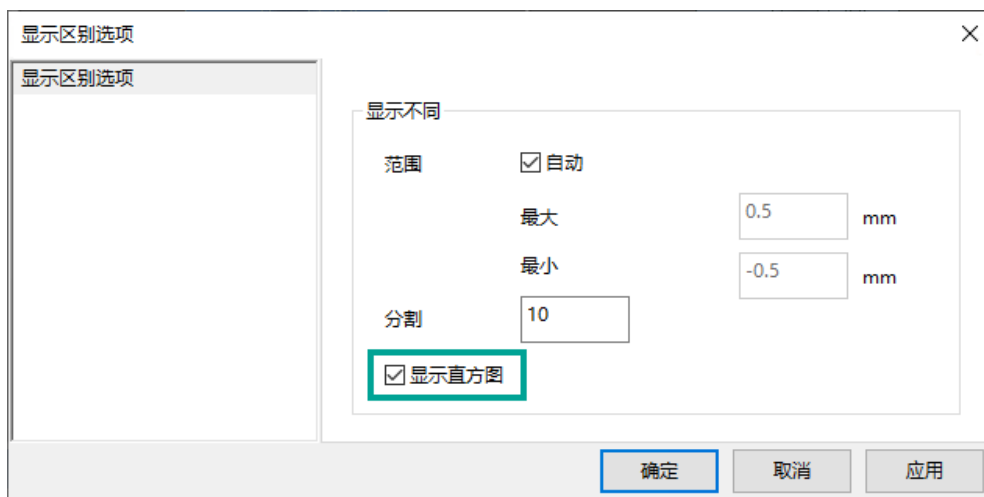 显示区别选项
显示区别选项
显示不同
范围 自动
最大 0.5 mm
最小 -0.5 mm
分割 10
显示直方图
确定 取消 应用